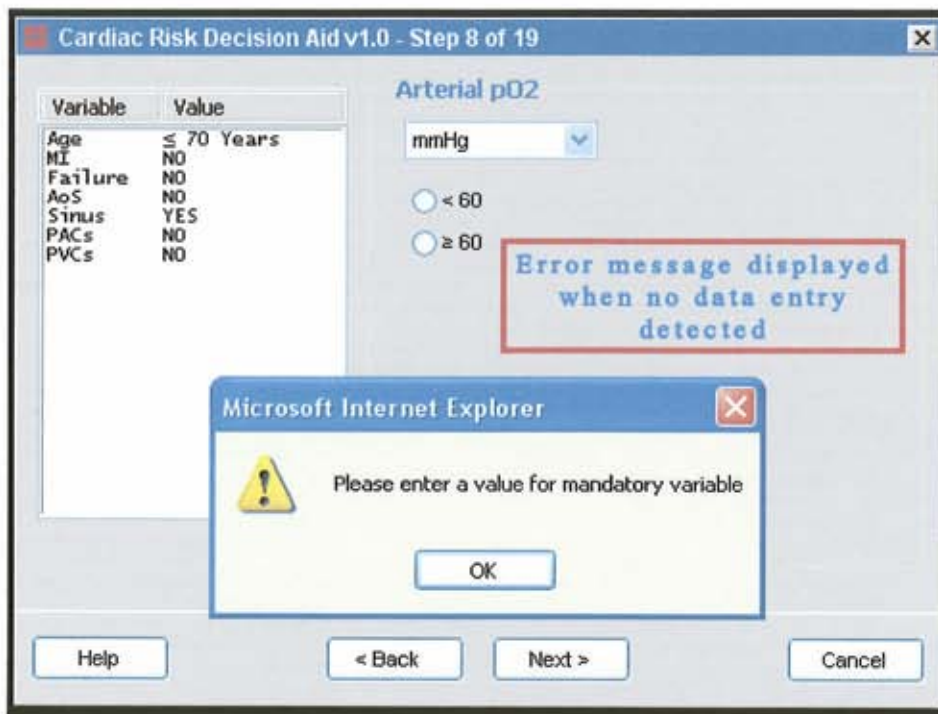 Cardiac Risk Decision Aid v1.0 - Step 8 of 19
Variable Value
Age ≤ 70 Years
MI NO
Failure NO
AoS NO
Sinus YES
PACs NO
PVCs NO
Arterial pO2
mmHg
< 60
≥ 60
Error message displayed
when no data entry
detected
Microsoft Internet Explorer
Please enter a value for mandatory variable
OK
Help
< Back
Next >
Cancel